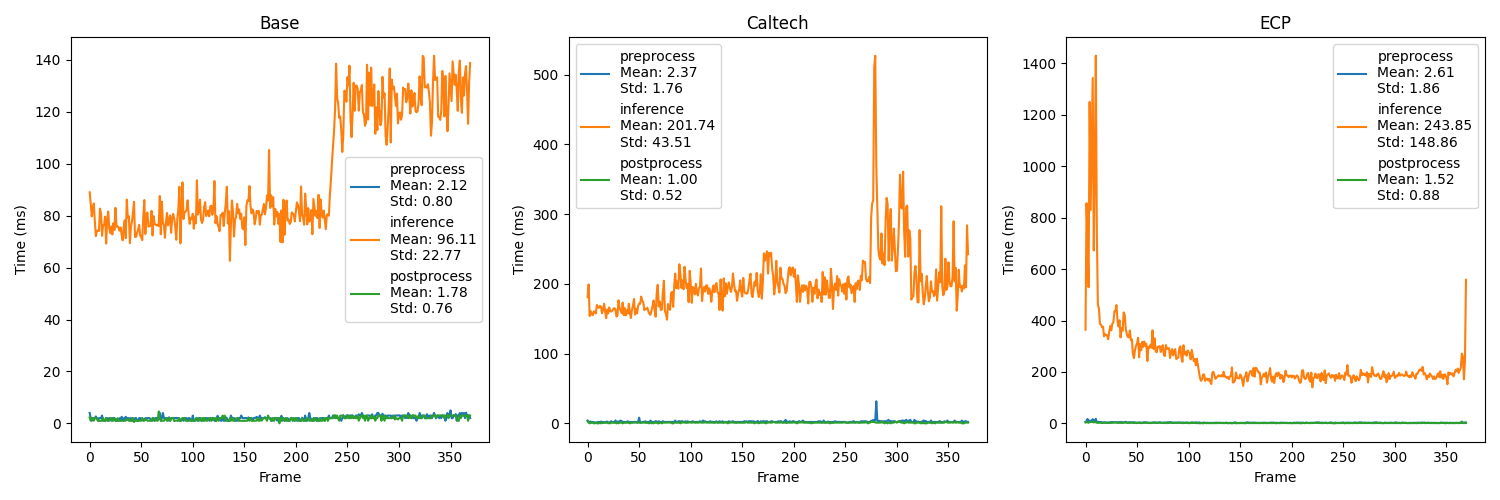 Base
Time (ms)
140
120
100
80
60
40
20
0
0 50 100 150 200 250 300 350
Frame
preprocess
Mean: 2.12
Std: 0.80
inference
Mean: 96.11
Std: 22.77
postprocess
Mean: 1.78
Std: 0.76
Caltech
Time (ms)
500
400
300
200
100
0
0 50 100 150 200 250 300 350
Frame
preprocess
Mean: 2.37
Std: 1.76
inference
Mean: 201.74
Std: 43.51
postprocess
Mean: 1.00
Std: 0.52
ECP
Time (ms)
1400
1200
1000
800
600
400
200
0
0 50 100 150 200 250 300 350
Frame
preprocess
Mean: 2.61
Std: 1.86
inference
Mean: 243.85
Std: 148.86
postprocess
Mean: 1.52
Std: 0.88